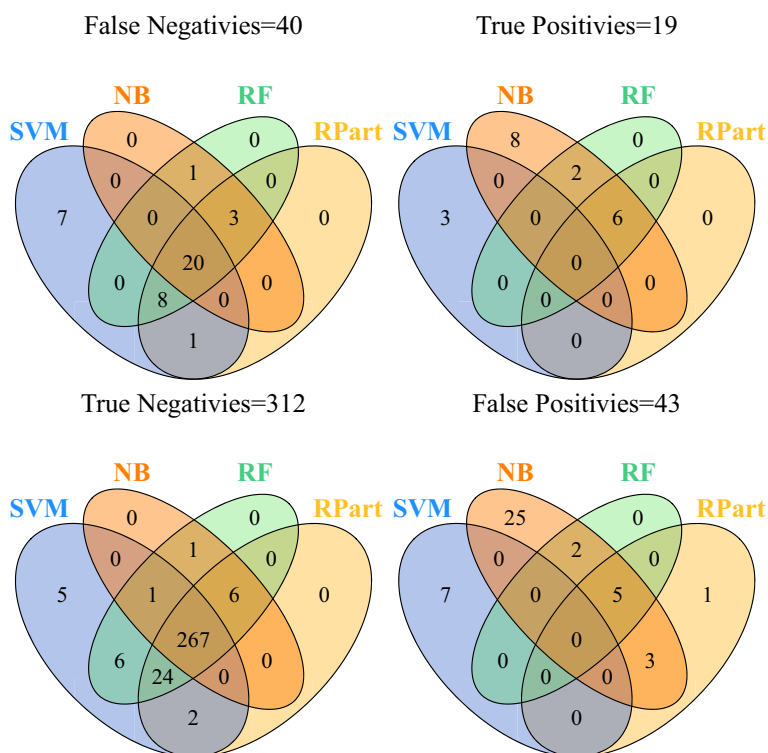 False Negativies=40
True Positivies=19
NB RF
SVM RPart
0 0
0 1 0
7 0 3 0
20
0 8 0 0
1
NB RF
SVM RPart
8 0
0 2 0
3 0 6 0
0
0 0 0 0
0
True Negativies=312
False Positivies=43
NB RF
SVM RPart
0 0
0 1 0
5 1 6 0
267
6 24 0 0
2
NB RF
SVM RPart
25 0
0 2 0
7 0 5 1
0
0 0 0 3
0